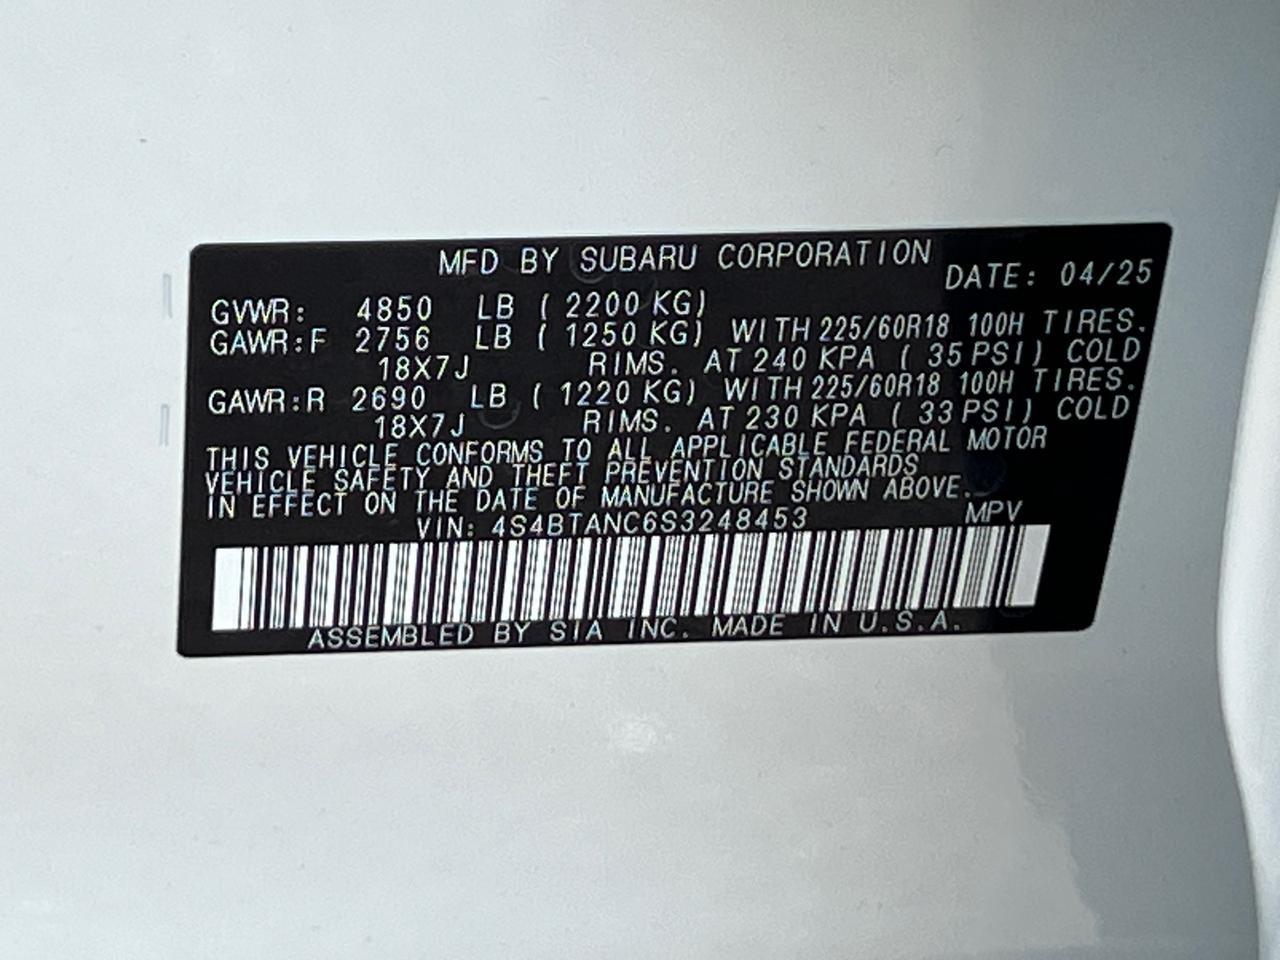 MFD BY SUBARU CORPORATION DATE: 04/25
GVWR: 4850 LB ( 2200 KG)
GAWR:F 2756 LB ( 1250 KG) WITH 225/60R18 100H TIRES.
18X7J RIMS. AT 240 KPA ( 35 PSI) COLD
GAWR:R 2690 LB ( 1220 KG) WITH 225/60R18 100H TIRES.
18X7J RIMS. AT 230 KPA ( 33 PSI) COLD
THIS VEHICLE CONFORMS TO ALL APPLICABLE FEDERAL MOTOR
VEHICLE SAFETY AND THEFT PREVENTION STANDARDS
IN EFFECT ON THE DATE OF MANUFACTURE SHOWN ABOVE.
VIN: 4S4BTANC6S3248453 MPV
ASSEMBLED BY SIA INC. MADE IN U.S.A.